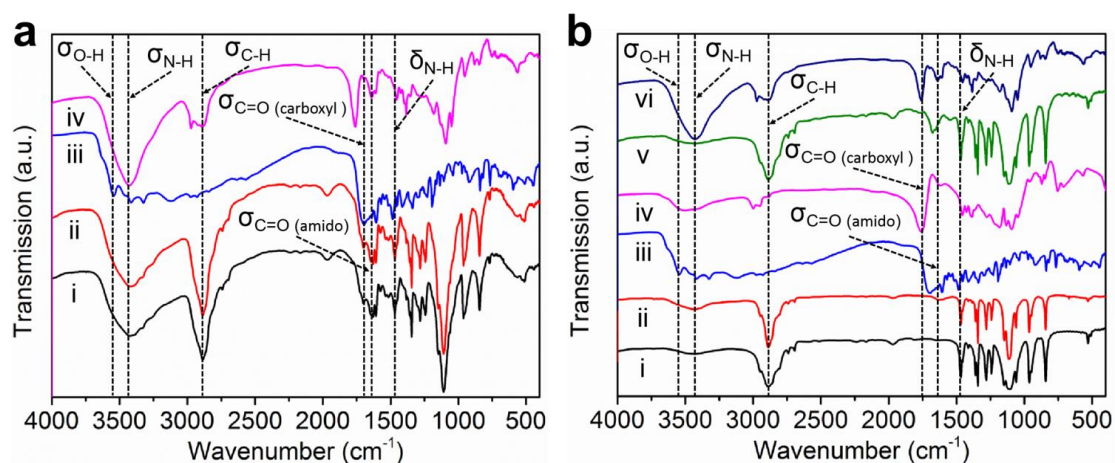 a
σO-H
σN-H
σC-H
δN-H
σC=O (carboxyl )
σC=O (amido)
iv
iii
ii
i
Transmission (a.u.)
4000 3500 3000 2500 2000 1500 1000 500
Wavenumber (cm-1)
b
σO-H
σN-H
δN-H
σC-H
σC=O (carboxyl )
σC=O (amido)
vi
v
iv
iii
ii
i
Transmission (a.u.)
4000 3500 3000 2500 2000 1500 1000 500
Wavenumber (cm-1)